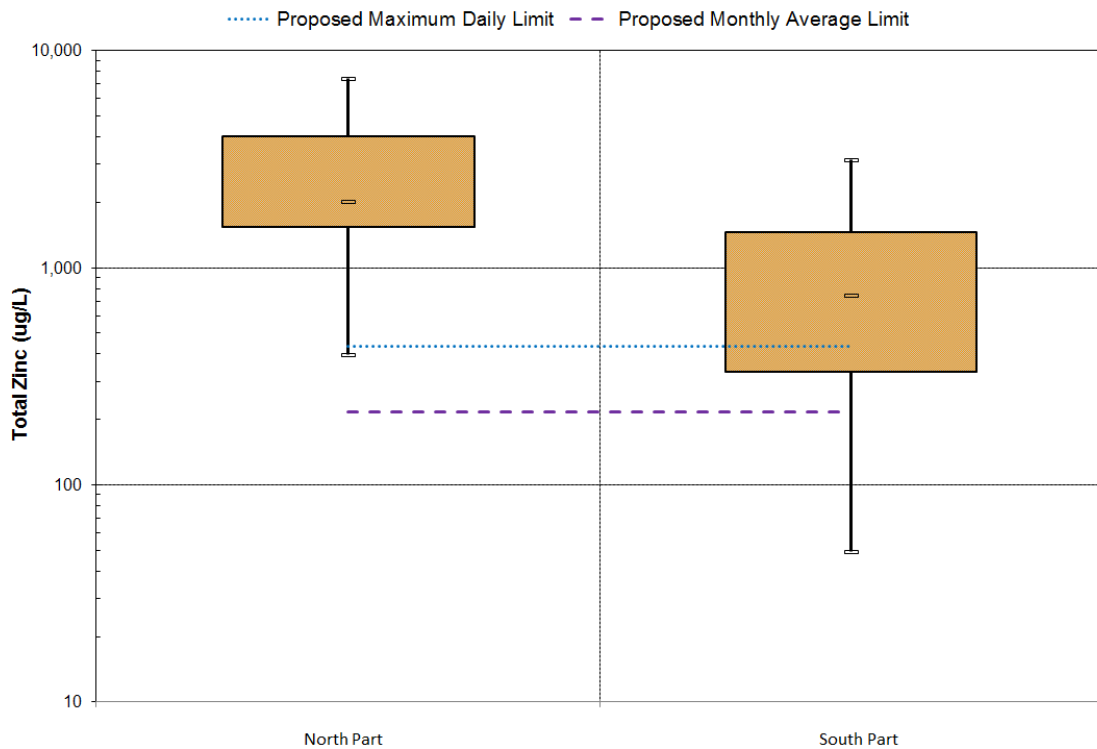 Proposed Maximum Daily Limit Proposed Monthly Average Limit
10,000
1,000
100
10
Total Zinc (ug/L)
North Part South Part